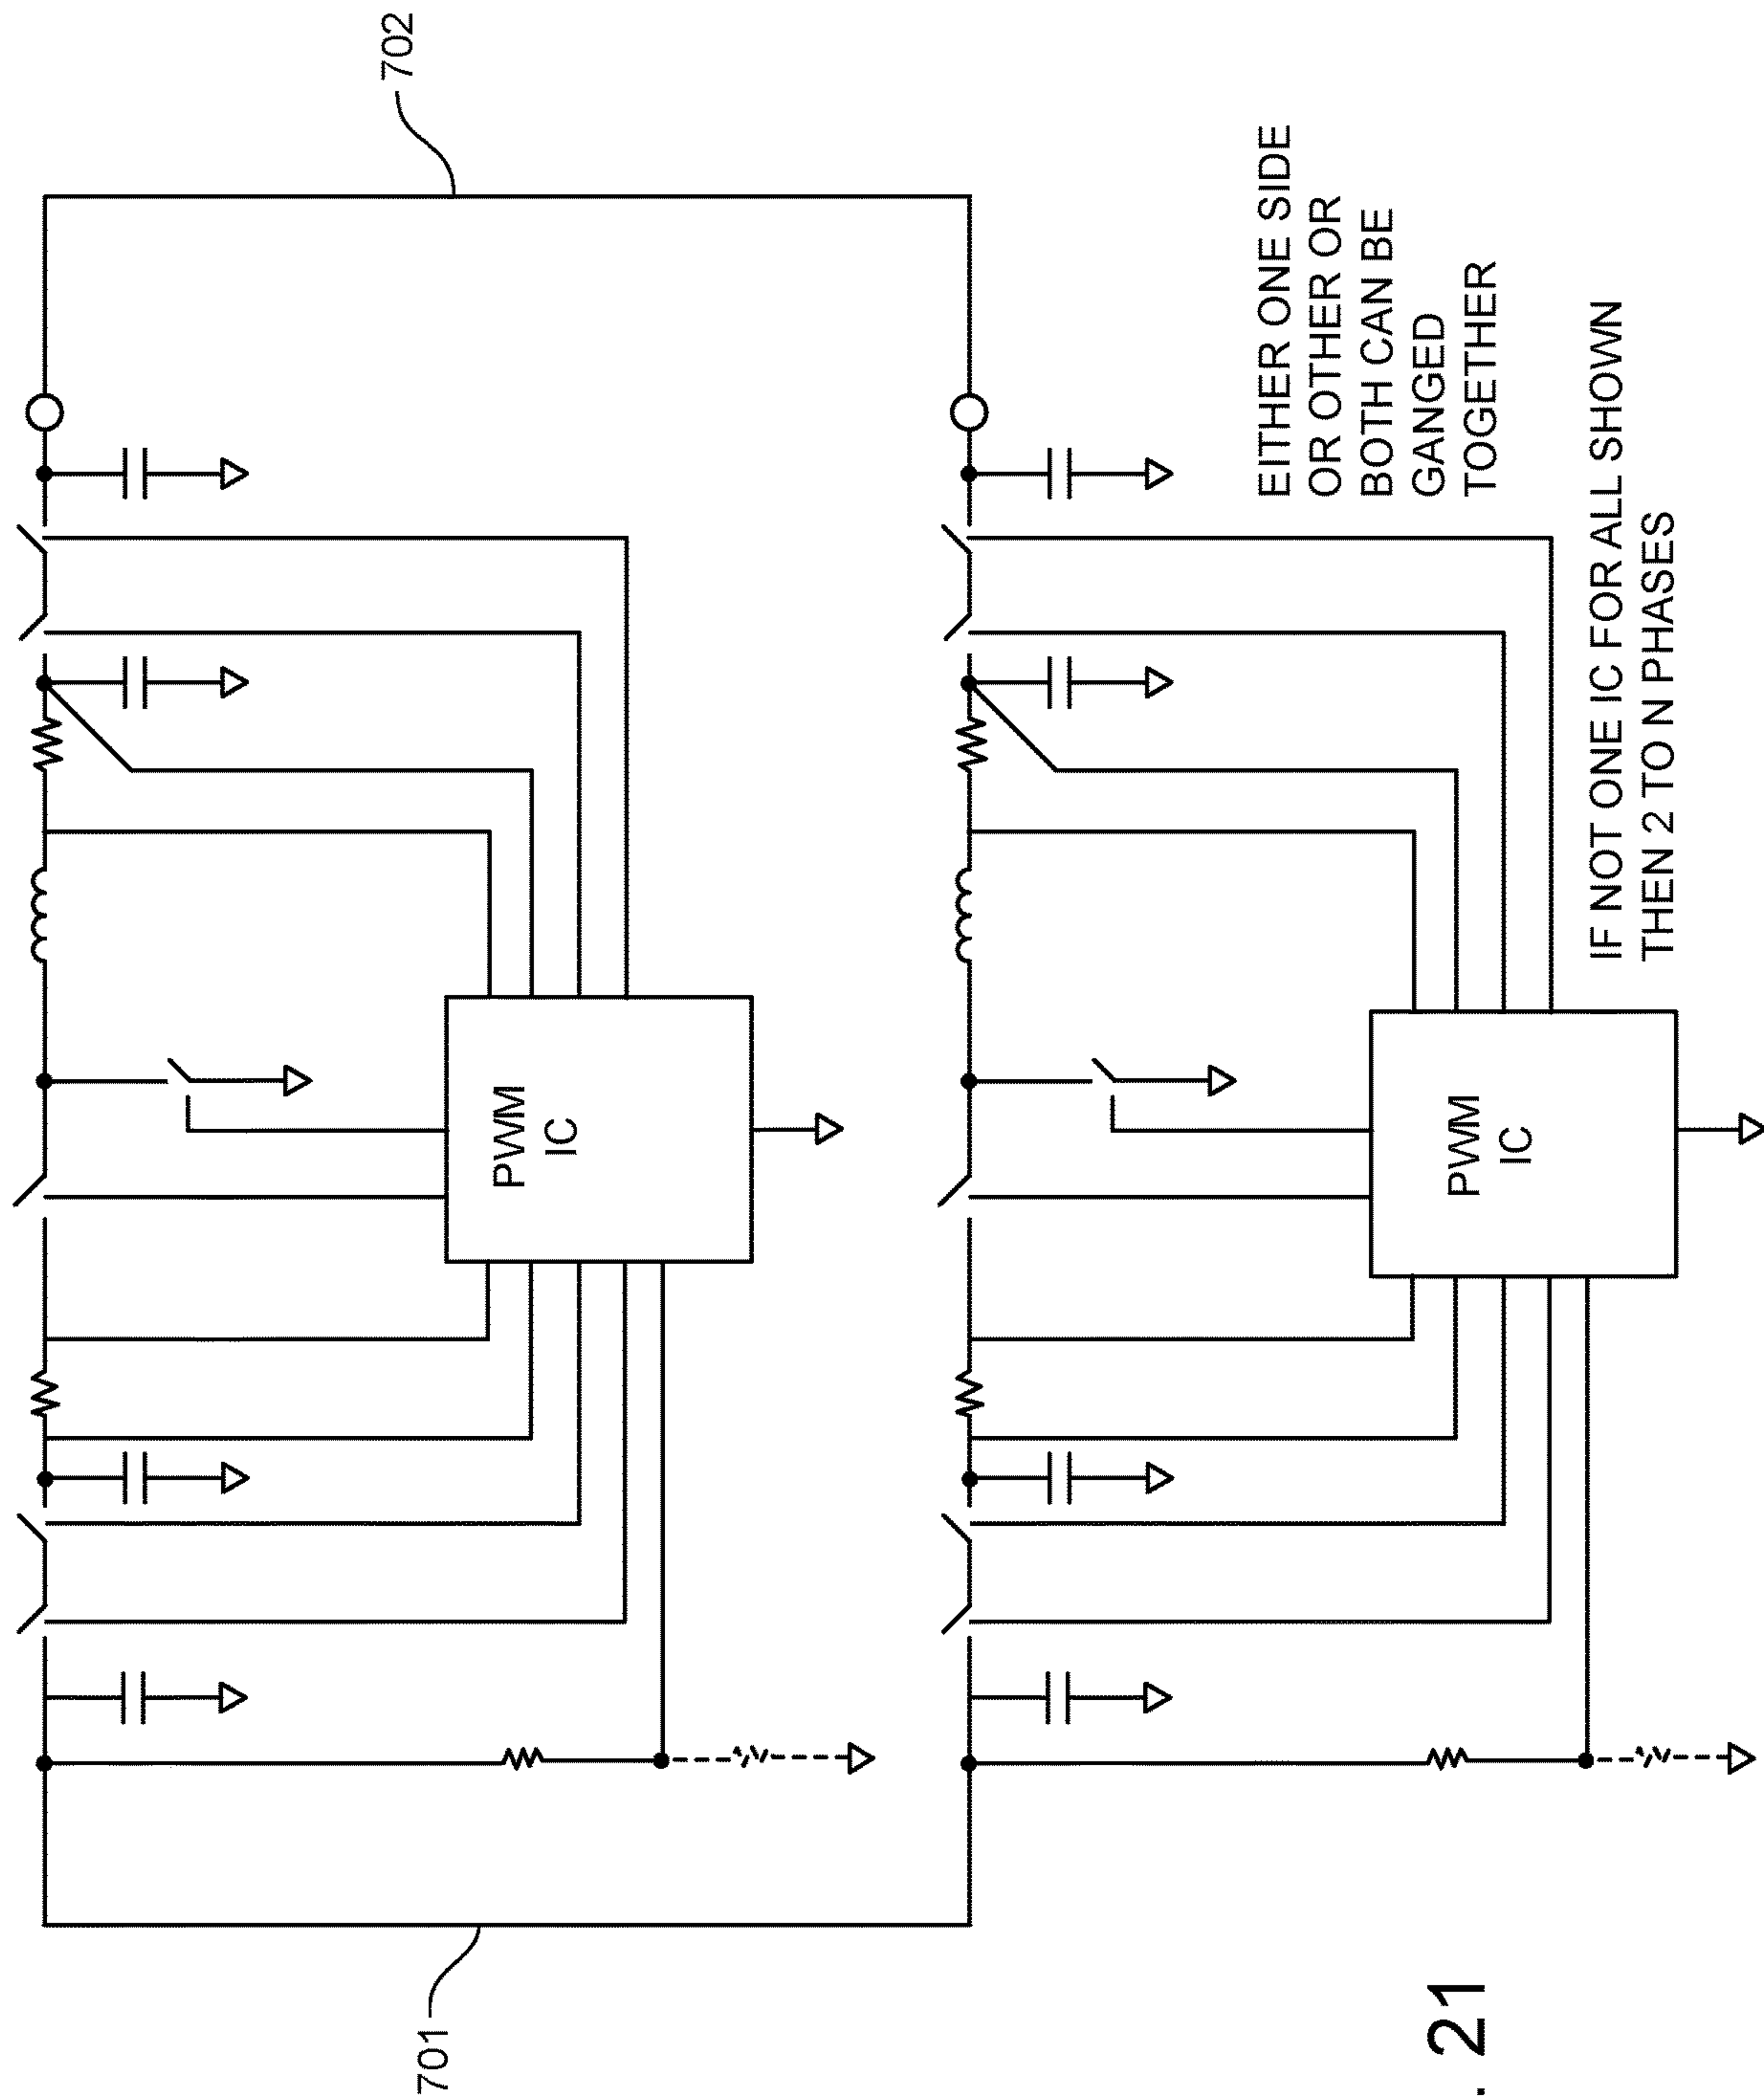 701
702
PWM
IC
PWM
IC
EITHER ONE SIDE
OR OTHER OR
BOTH CAN BE
GANGED
TOGETHER
IF NOT ONE IC FOR ALL SHOWN
THEN 2 TO N PHASES
. 21